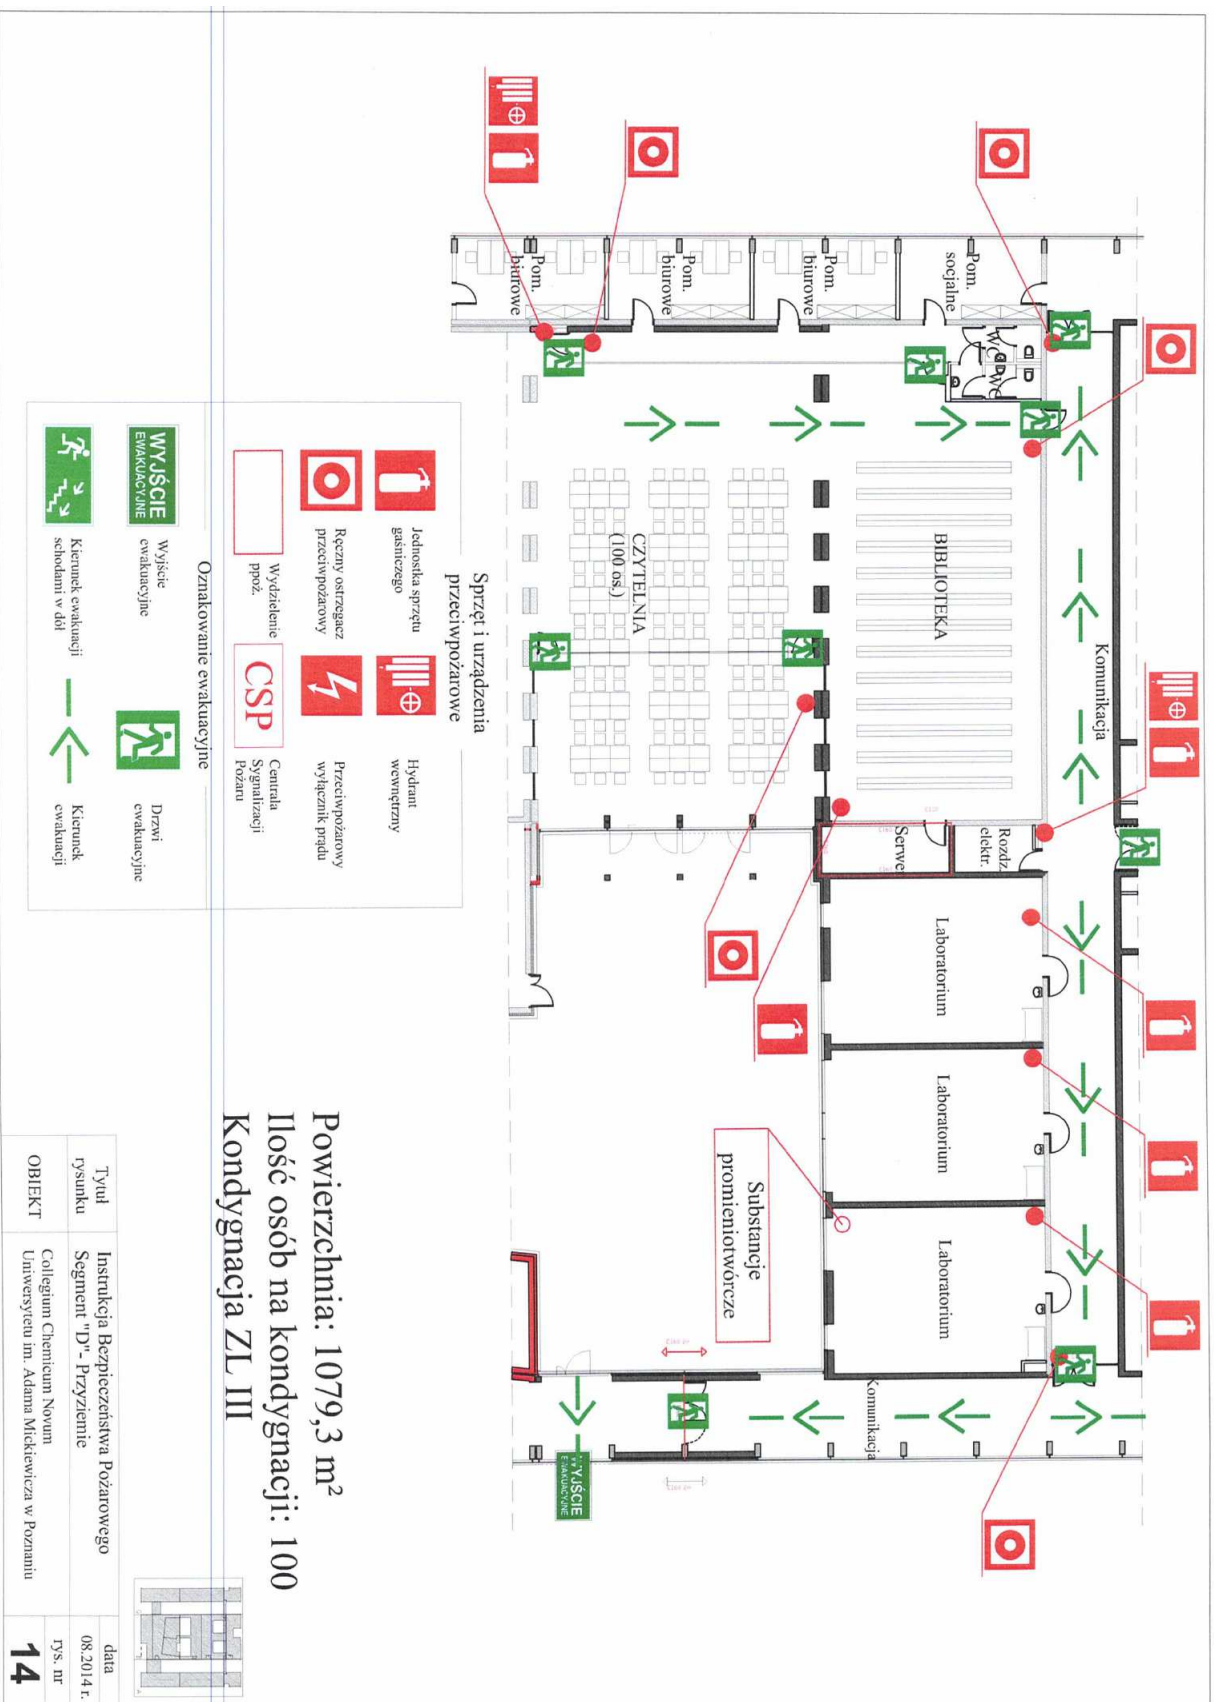 Komunikacja
Pom.
socjalne
Pom.
biurowe
Pom.
biurowe
Pom.
biurowe
WC
WC
BIBLIOTEKA
CZYTELNIA
(100 os.)
Rozdz.
elektr.
Serwe
Laboratorium
Laboratorium
Laboratorium
Komunikacja
Substancje
promieniotwórcze
WYJŚCIE
EWAKUACYJNE
Sprzęt i urządzenia
przeciwpożarowe
Jednostka sprzętu
gaśniczego
Hydrant
wewnętrzny
Ręczny ostrzegacz
przeciwpożarowy
Przeciwpożarowy
wyłącznik prądu
Wydzielenie
ppoż.
CSP
Centrala
Sygnalizacji
Pożaru
Oznakowanie ewakuacyjne
WYJŚCIE
EWAKUACYJNE
Wyjście
ewakuacyjne
Drzwi
ewakuacyjne
Kierunek ewakuacji
schodami w dół
Kierunek
ewakuacji
Powierzchnia: 1079,3 m²
Ilość osób na kondygnacji: 100
Kondygnacja ZL III
Tytuł
rysunku
Instrukcja Bezpieczeństwa Pożarowego
Segment "D"- Przyziemie
data
08.2014 r.
OBIEKT
Collegium Chemicum Novum
Uniwersytetu im. Adama Mickiewicza w Poznaniu
rys. nr
14